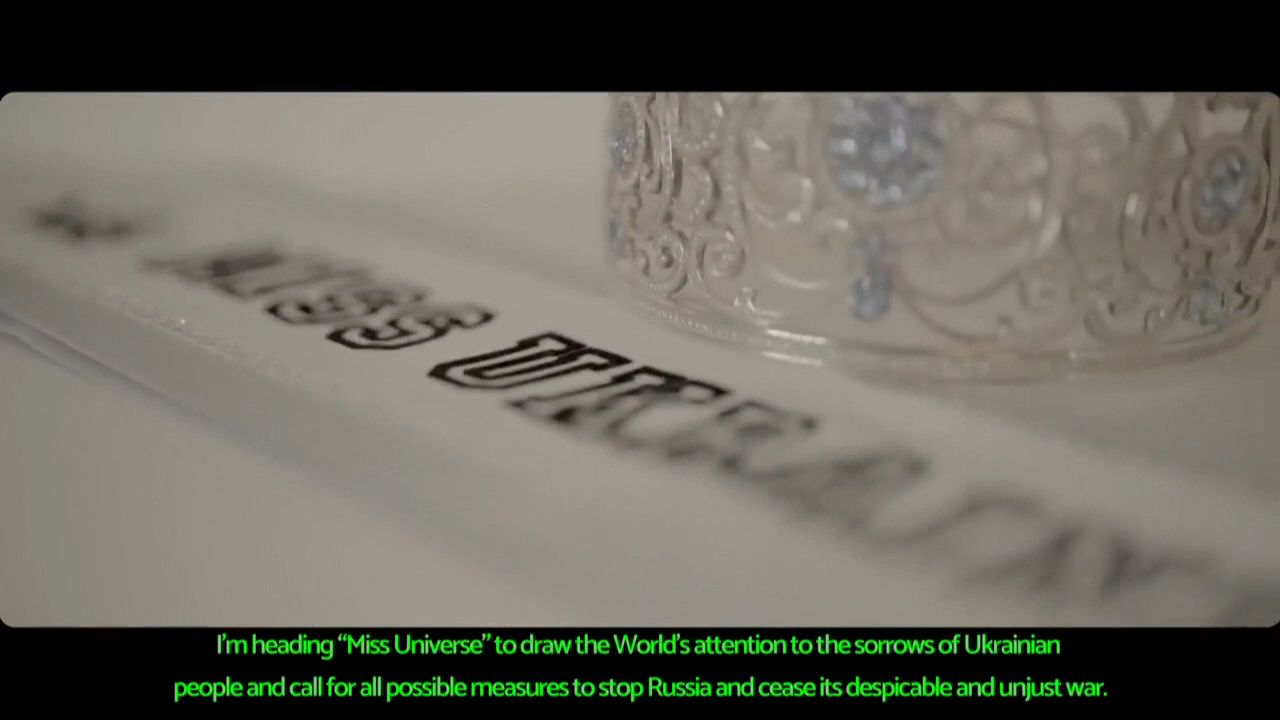 MISS UKRAINE
I'm heading “Miss Universe” to draw the World's attention to the sorrows of Ukrainian
people and call for all possible measures to stop Russia and cease its despicable and unjust war.